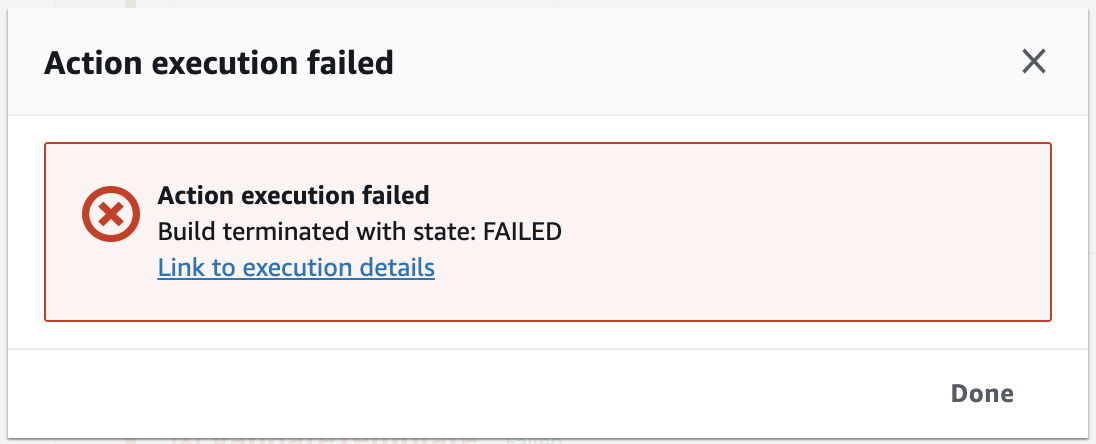 Action execution failed
Action execution failed
Build terminated with state: FAILED
Link to execution details
Done